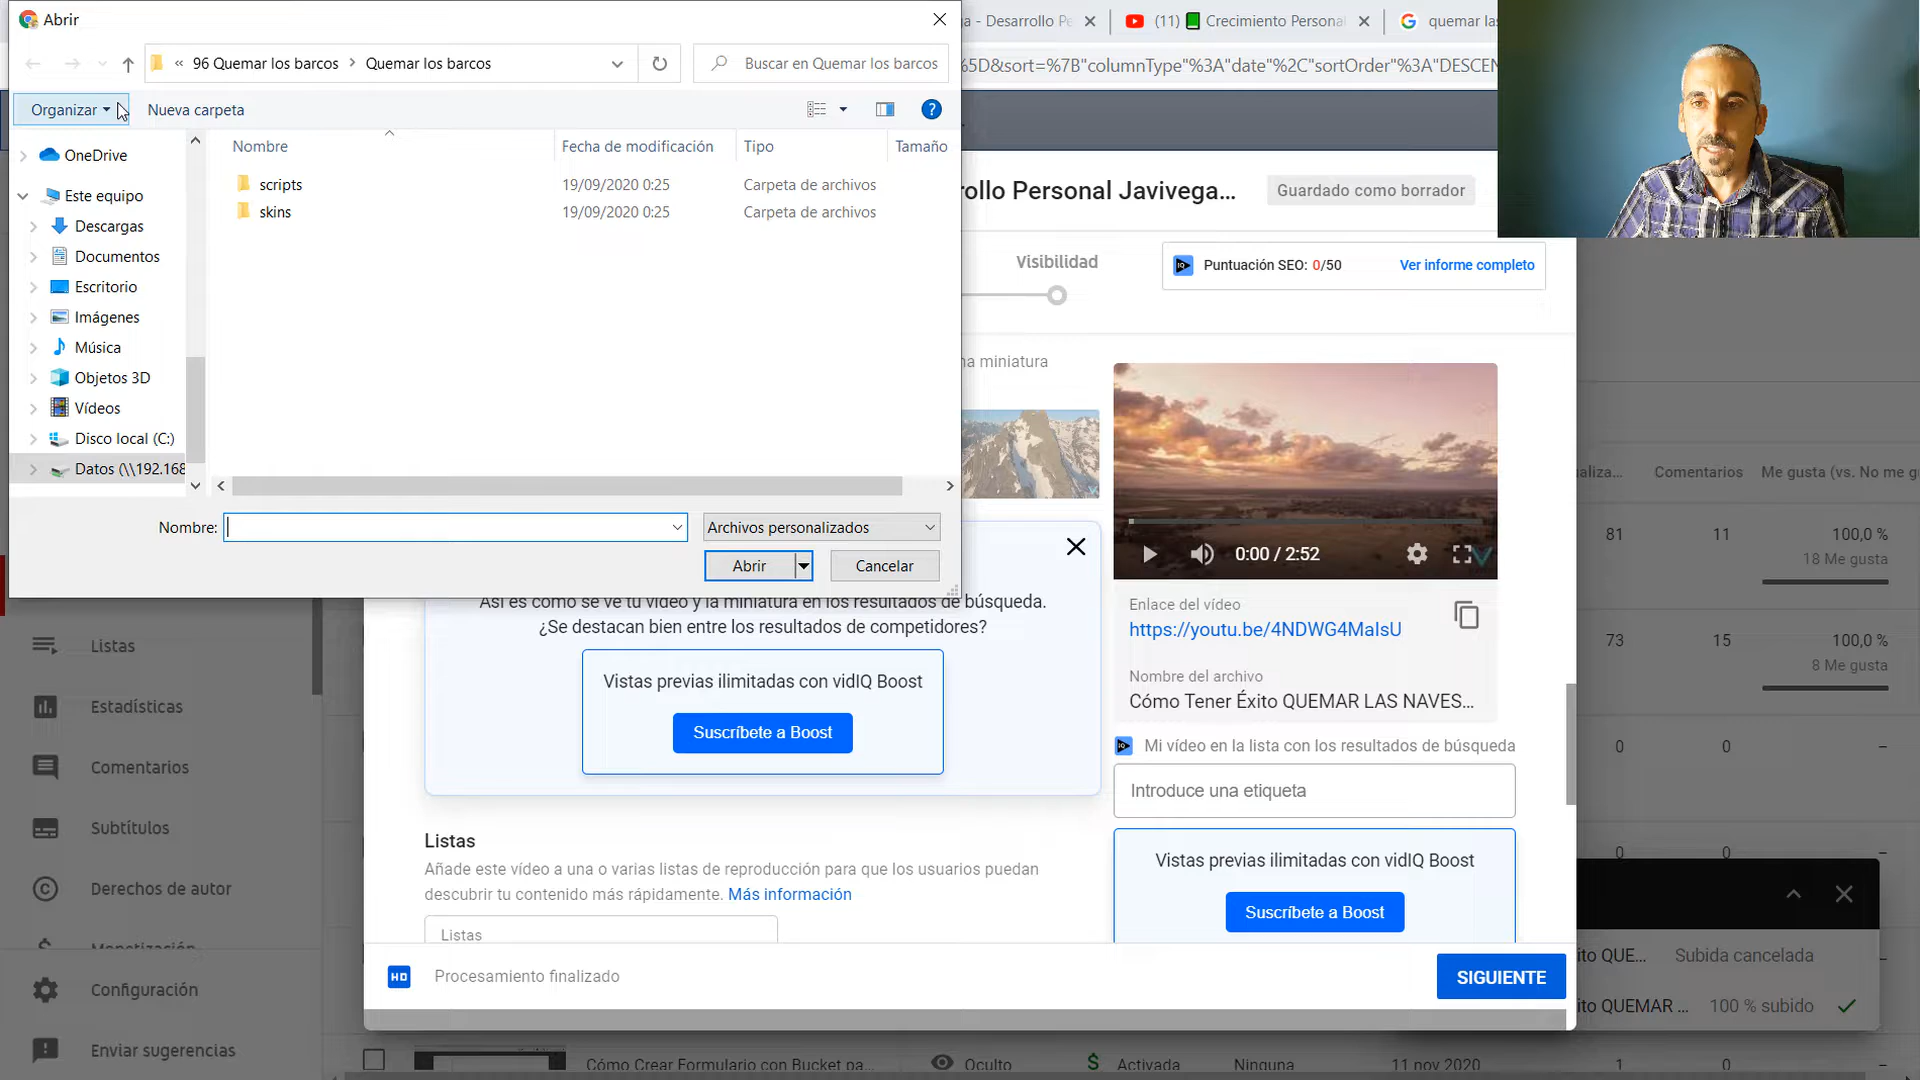 Abrir
ga - Desarrollo Pe
(11) Crecimiento Personal
quemar las
« 96 Quemar los barcos > Quemar los barcos
Buscar en Quemar los barcos
%5D&sort=%7B"columnType"%3A"date"%2C"sortOrder"%3A"DESCEN
Organizar
Nueva carpeta
Nombre
Fecha de modificación
Tipo
Tamaño
OneDrive
Este equipo
Descargas
Documentos
Escritorio
Imágenes
Música
Objetos 3D
Vídeos
Disco local (C:)
Datos (\\192.168
scripts
19/09/2020 0:25
Carpeta de archivos
skins
19/09/2020 0:25
Carpeta de archivos
Nombre:
Archivos personalizados
Abrir
Cancelar
rollo Personal Javivega...
Guardado como borrador
Visibilidad
Puntuación SEO: 0/50
Ver informe completo
na miniatura
0:00 / 2:52
Enlace del vídeo
https://youtu.be/4NDWG4MaIsU
Nombre del archivo
Cómo Tener Éxito QUEMAR LAS NAVES...
Así es como se ve tu vídeo y la miniatura en los resultados de búsqueda.
¿Se destacan bien entre los resultados de competidores?
Vistas previas ilimitadas con vidIQ Boost
Suscríbete a Boost
Mi vídeo en la lista con los resultados de búsqueda
Introduce una etiqueta
Vistas previas ilimitadas con vidIQ Boost
Suscríbete a Boost
Listas
Añade este vídeo a una o varias listas de reproducción para que los usuarios puedan
descubrir tu contenido más rápidamente. Más información
Listas
HD
Procesamiento finalizado
SIGUIENTE
Listas
Estadísticas
Comentarios
Subtítulos
Derechos de autor
Monetización
Configuración
Enviar sugerencias
Comentarios
Me gusta (vs. No me g
81
11
100,0 %
18 Me gusta
73
15
100,0 %
8 Me gusta
0
0
–
0
0
–
ito QUE...
Subida cancelada
ito QUEMAR ...
100 % subido
Cómo Crear Formulario con Bucket pa...
Oculto
Activada
Ninguna
11 nov 2020
1
0
–